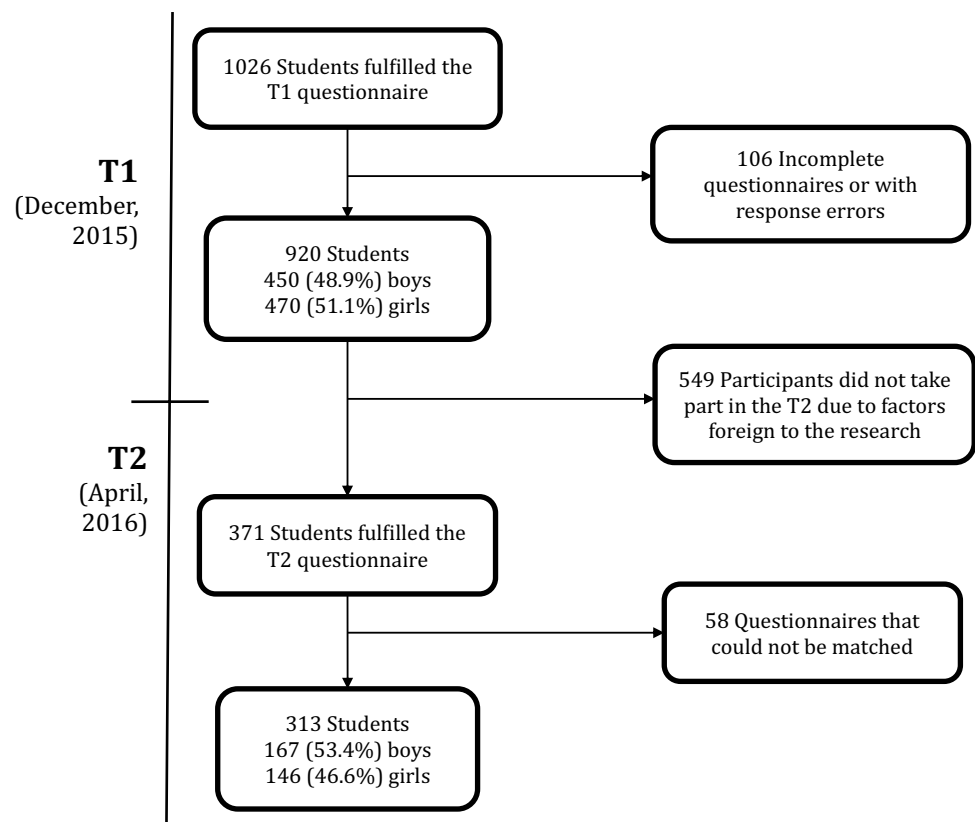 1026 Students fulfilled the
T1 questionnaire
T1
(December,
2015)
106 Incomplete
questionnaires or with
response errors
920 Students
450 (48.9%) boys
470 (51.1%) girls
549 Participants did not take
part in the T2 due to factors
foreign to the research
T2
(April,
2016)
371 Students fulfilled the
T2 questionnaire
58 Questionnaires that
could not be matched
313 Students
167 (53.4%) boys
146 (46.6%) girls